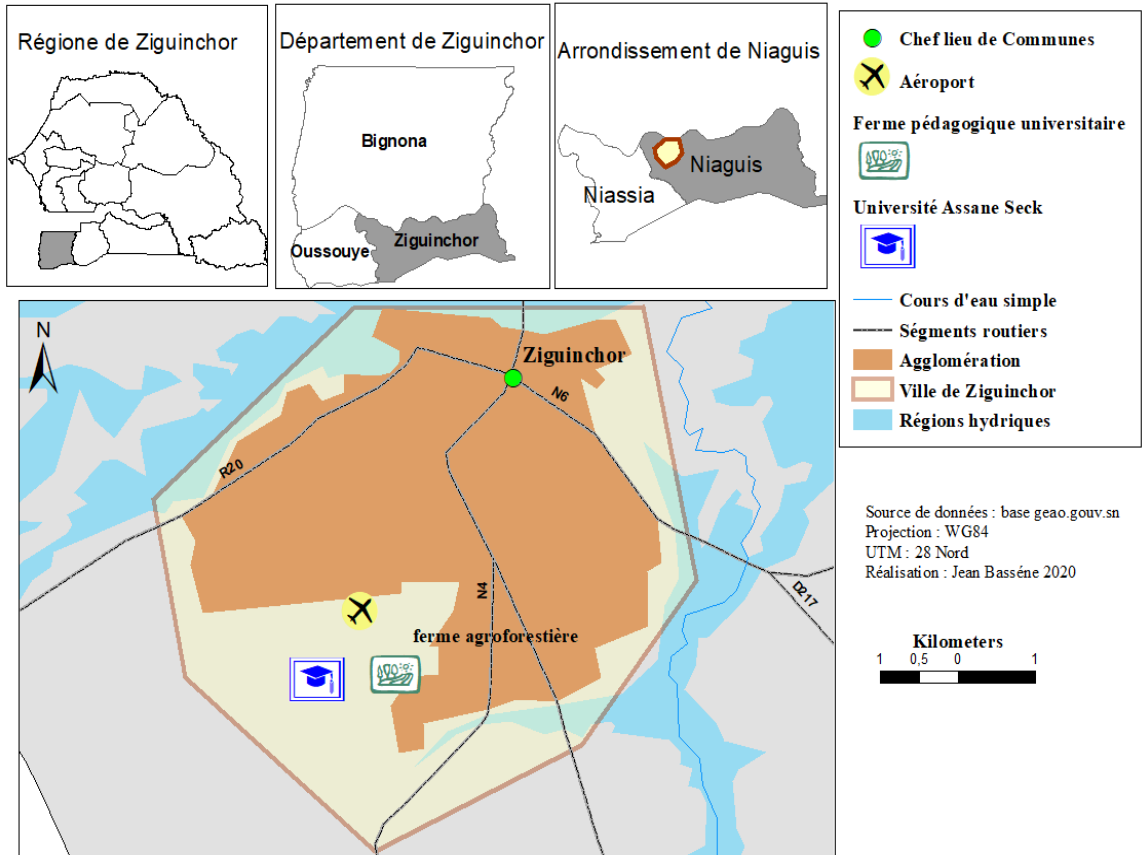 Régione de Ziguinchor
Département de Ziguinchor
Bignona
Oussouye
Ziguinchor
Arrondissement de Niaguis
Niassia
Niaguis
Chef lieu de Communes
Aéroport
Ferme pédagogique universitaire
Université Assane Seck
Cours d'eau simple
Ségments routiers
Agglomération
Ville de Ziguinchor
Régions hydriques
N
Ziguinchor
N6
R20
N4
D217
ferme agroforestière
Source de données : base geao.gouv.sn
Projection : WG84
UTM : 28 Nord
Réalisation : Jean Basséne 2020
Kilometers
1 0,5 0 1